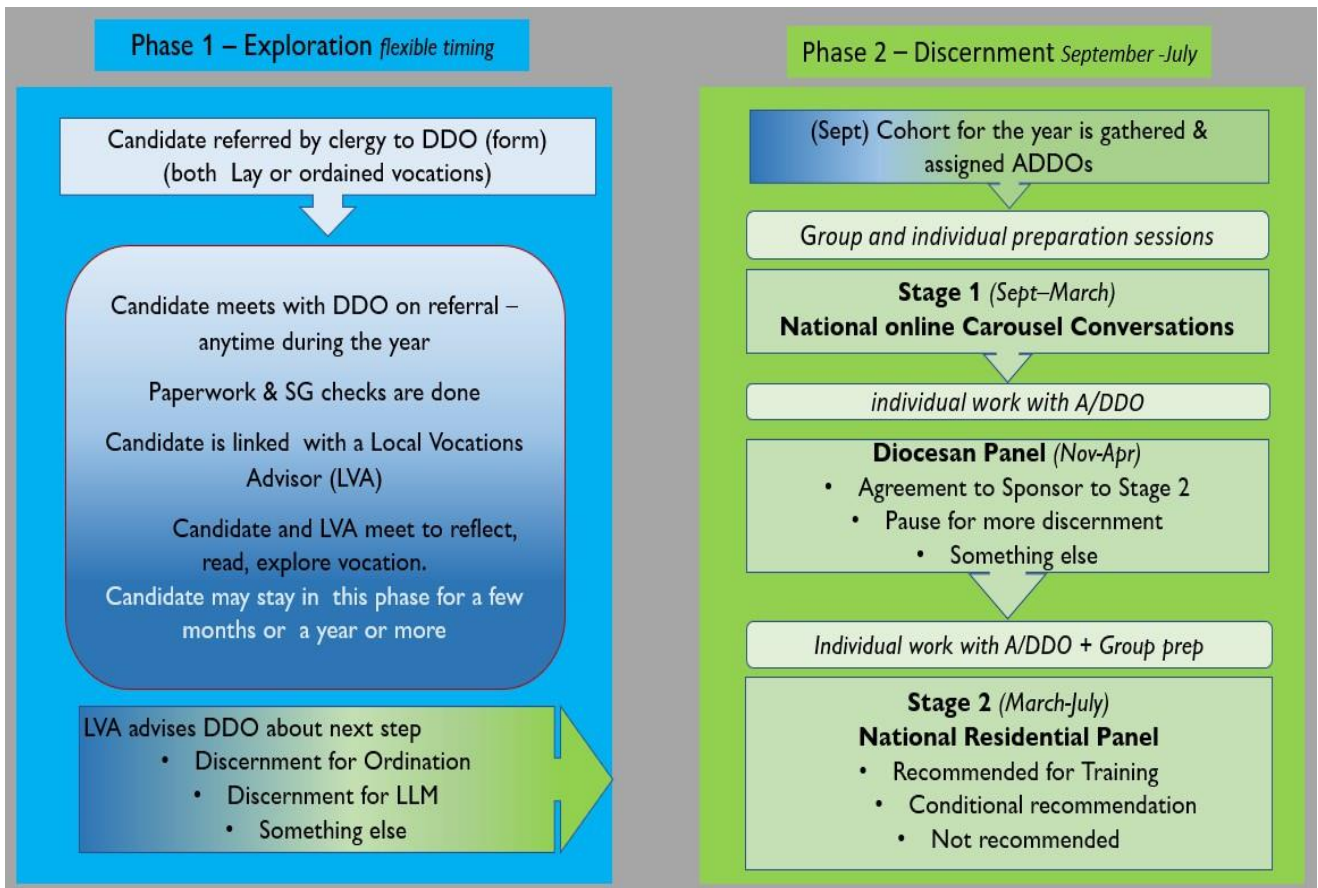 Phase 1 – Exploration flexible timing
Candidate referred by clergy to DDO (form)
(both Lay or ordained vocations)
Candidate meets with DDO on referral –
anytime during the year
Paperwork & SG checks are done
Candidate is linked with a Local Vocations
Advisor (LVA)
Candidate and LVA meet to reflect,
read, explore vocation.
Candidate may stay in this phase for a few
months or a year or more
LVA advises DDO about next step
• Discernment for Ordination
• Discernment for LLM
• Something else
Phase 2 – Discernment September -July
(Sept) Cohort for the year is gathered &
assigned ADDOs
Group and individual preparation sessions
Stage 1 (Sept–March)
National online Carousel Conversations
individual work with A/DDO
Diocesan Panel (Nov-Apr)
• Agreement to Sponsor to Stage 2
• Pause for more discernment
• Something else
Individual work with A/DDO + Group prep
Stage 2 (March-July)
National Residential Panel
• Recommended for Training
• Conditional recommendation
• Not recommended